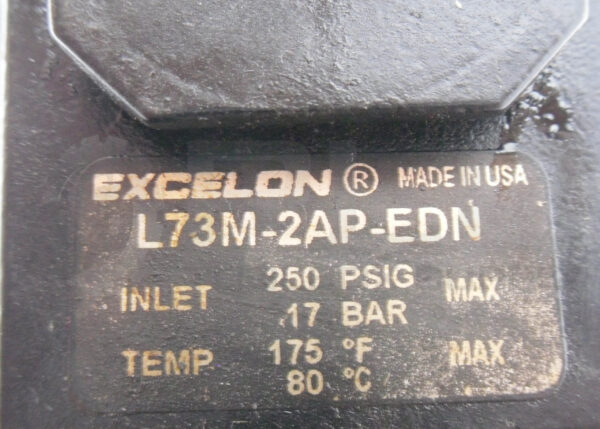 EXCELON ® MADE IN USA
L73M-2AP-EDN
INLET 250 PSIG MAX
17 BAR
TEMP 175 °F MAX
80 °C